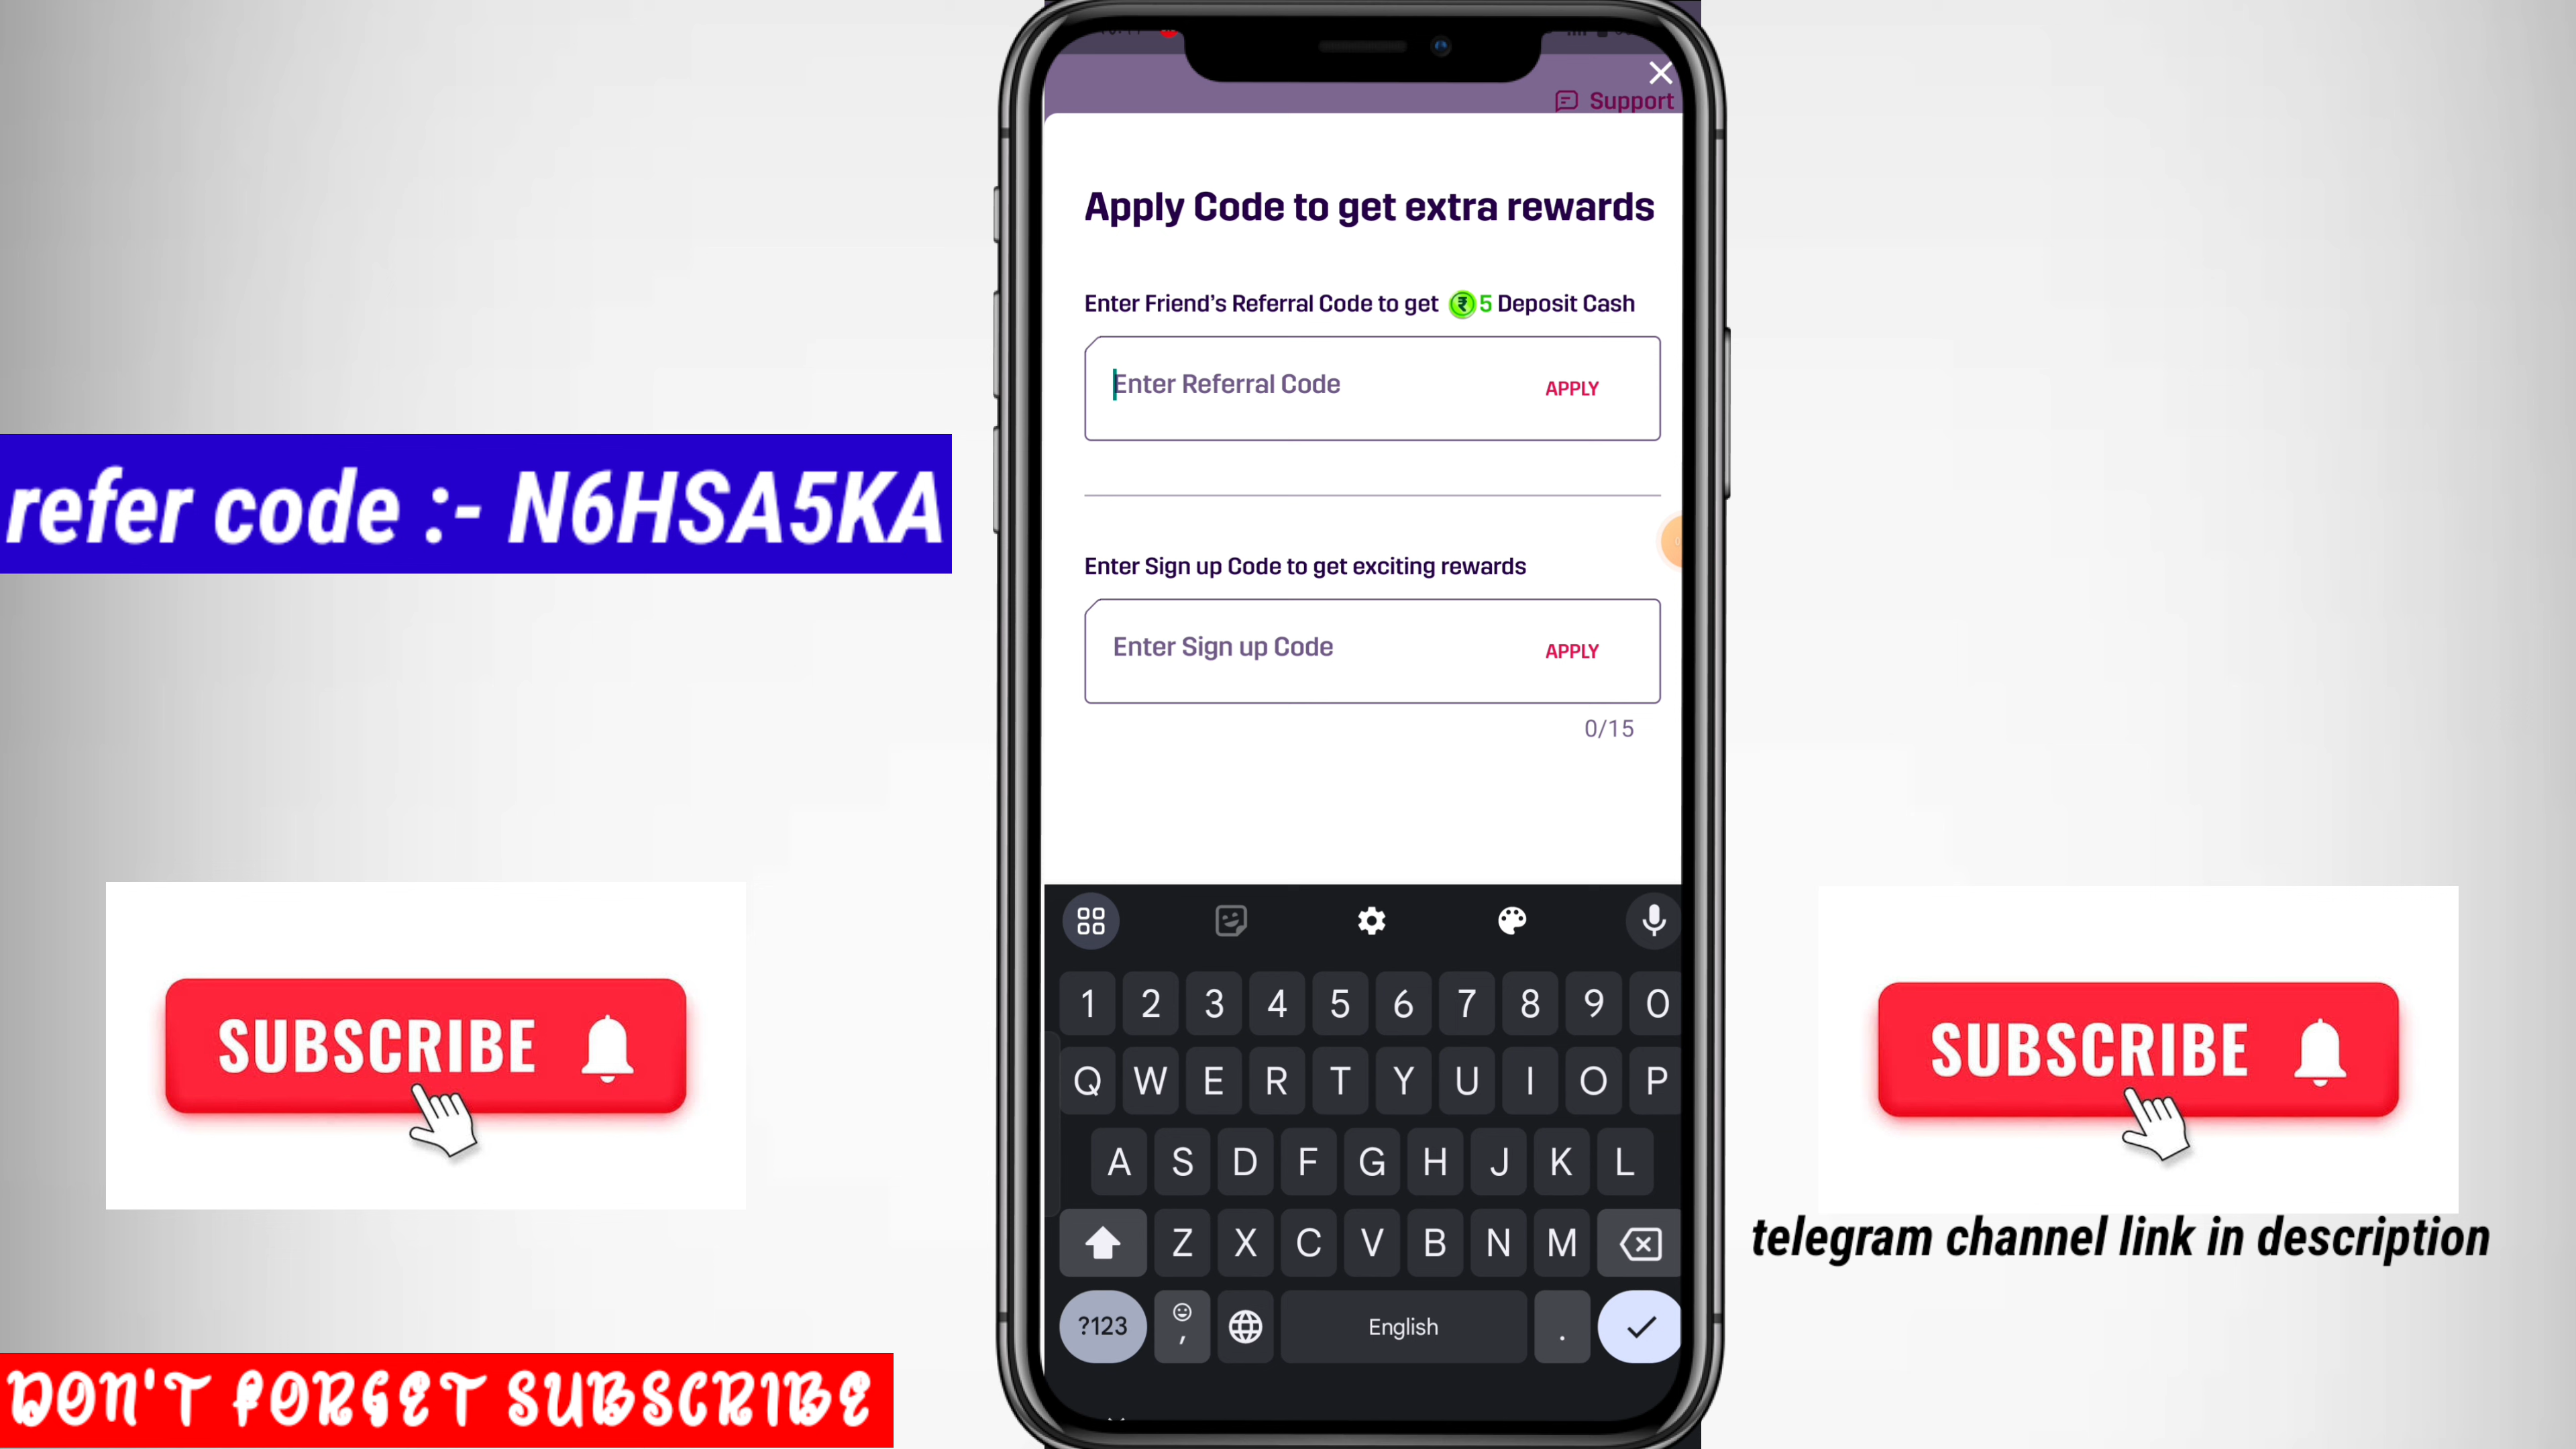 Support
Apply Code to get extra rewards
Enter Friend's Referral Code to get ₹ 5 Deposit Cash
Enter Referral Code APPLY
refer code :- N6HSA5KA
Enter Sign up Code to get exciting rewards
Enter Sign up Code APPLY
0/15
SUBSCRIBE
SUBSCRIBE
1 2 3 4 5 6 7 8 9 0
Q W E R T Y U I O P
A S D F G H J K L
Z X C V B N M
?123 , English .
telegram channel link in description
DON'T FORGET SUBSCRIBE